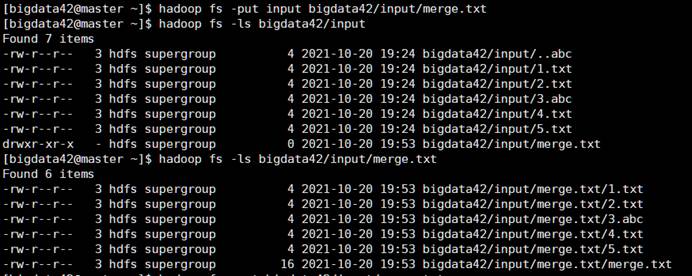 [bigdata42@master ~]$ hadoop fs -put input bigdata42/input/merge.txt
[bigdata42@master ~]$ hadoop fs -ls bigdata42/input
Found 7 items
-rw-r--r-- 3 hdfs supergroup 4 2021-10-20 19:24 bigdata42/input/..abc
-rw-r--r-- 3 hdfs supergroup 4 2021-10-20 19:24 bigdata42/input/1.txt
-rw-r--r-- 3 hdfs supergroup 4 2021-10-20 19:24 bigdata42/input/2.txt
-rw-r--r-- 3 hdfs supergroup 4 2021-10-20 19:24 bigdata42/input/3.abc
-rw-r--r-- 3 hdfs supergroup 4 2021-10-20 19:24 bigdata42/input/4.txt
-rw-r--r-- 3 hdfs supergroup 4 2021-10-20 19:24 bigdata42/input/5.txt
drwxr-xr-x - hdfs supergroup 0 2021-10-20 19:53 bigdata42/input/merge.txt
[bigdata42@master ~]$ hadoop fs -ls bigdata42/input/merge.txt
Found 6 items
-rw-r--r-- 3 hdfs supergroup 4 2021-10-20 19:53 bigdata42/input/merge.txt/1.txt
-rw-r--r-- 3 hdfs supergroup 4 2021-10-20 19:53 bigdata42/input/merge.txt/2.txt
-rw-r--r-- 3 hdfs supergroup 4 2021-10-20 19:53 bigdata42/input/merge.txt/3.abc
-rw-r--r-- 3 hdfs supergroup 4 2021-10-20 19:53 bigdata42/input/merge.txt/4.txt
-rw-r--r-- 3 hdfs supergroup 4 2021-10-20 19:53 bigdata42/input/merge.txt/5.txt
-rw-r--r-- 3 hdfs supergroup 16 2021-10-20 19:53 bigdata42/input/merge.txt/merge.txt